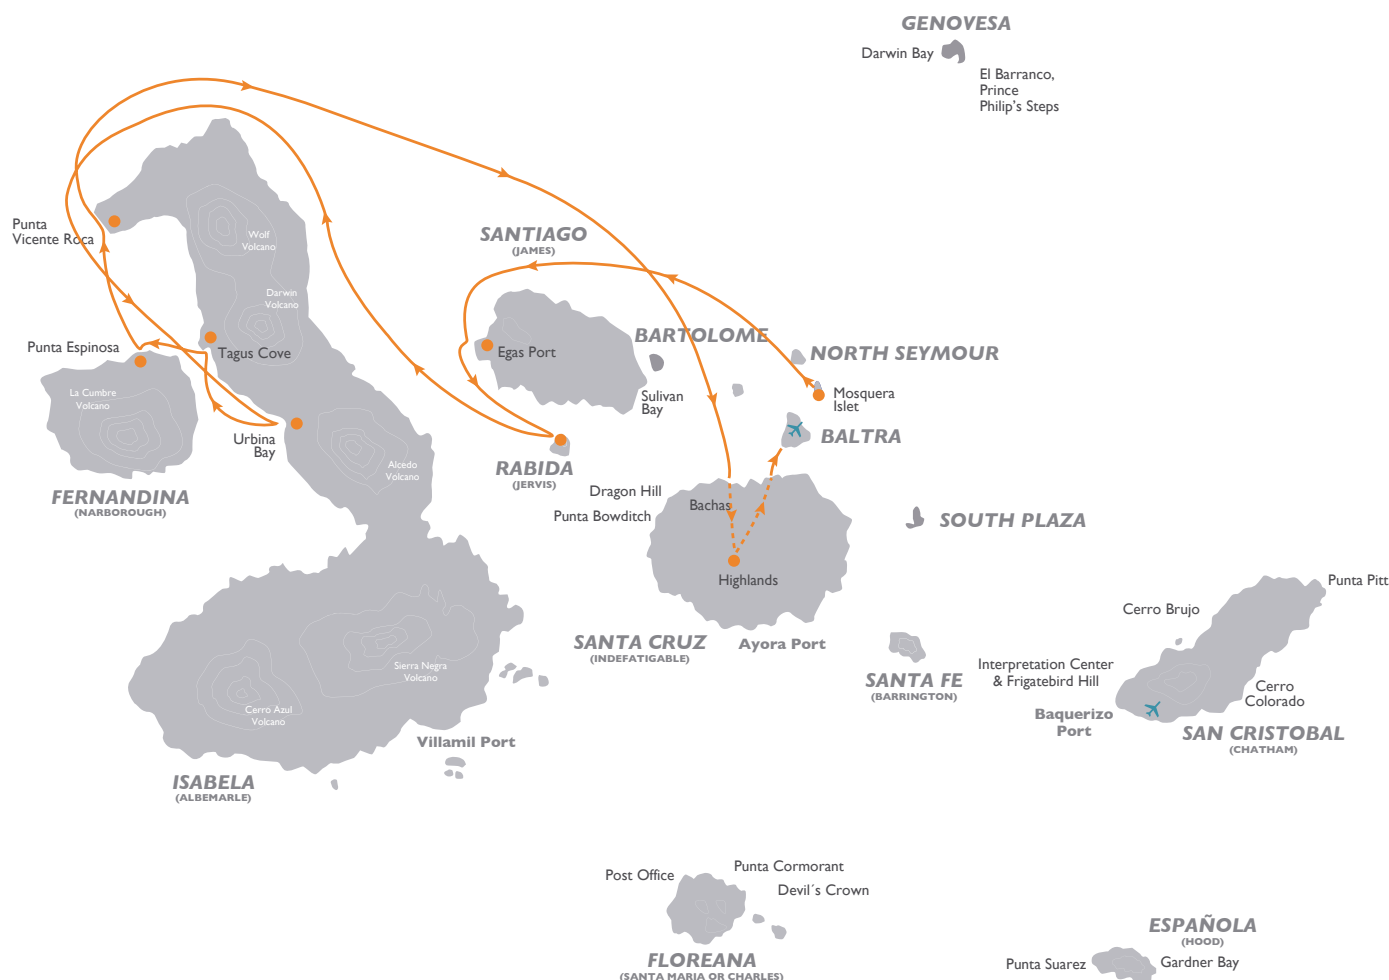 GENOVESA
Darwin Bay
El Barranco,
Prince
Philip's Steps
Punta
Vicente Roca
Wolf
Volcano
SANTIAGO
(JAMES)
Darwin
Volcano
BARTOLOME
NORTH SEYMOUR
Punta Espinosa
Tagus Cove
Egas Port
La Cumbre
Volcano
Sulivan
Bay
Mosquera
Islet
Urbina
Bay
BALTRA
Alcedo
Volcano
RABIDA
(JERVIS)
FERNANDINA
(NARBOROUGH)
Dragon Hill
Punta Bowditch
Bachas
SOUTH PLAZA
Highlands
Punta Pitt
Cerro Brujo
SANTA CRUZ
(INDEFATIGABLE)
Ayora Port
Sierra Negra
Volcano
SANTA FE
(BARRINGTON)
Interpretation Center
& Frigatebird Hill
Cerro
Colorado
Cerro Azul
Volcano
Baquerizo
Port
SAN CRISTOBAL
(CHATHAM)
Villamil Port
ISABELA
(ALBEMARLE)
Post Office
Punta Cormorant
Devil´s Crown
FLOREANA
(SANTA MARIA OR CHARLES)
ESPAÑOLA
(HOOD)
Punta Suarez
Gardner Bay